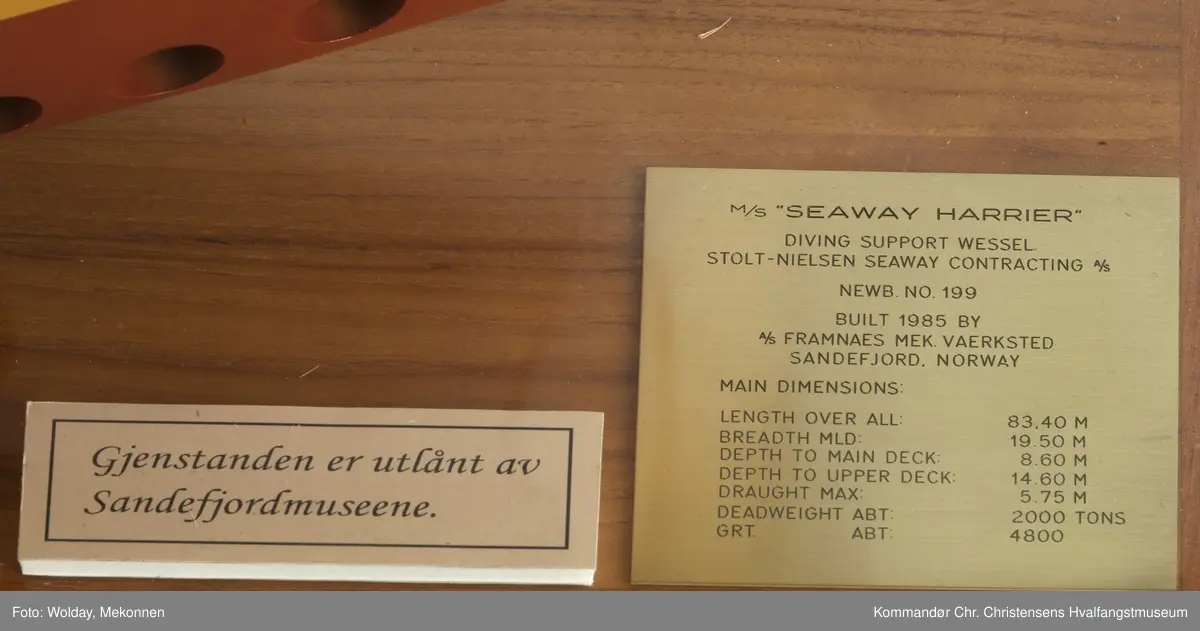 M/S "SEAWAY HARRIER"
DIVING SUPPORT WESSEL
STOLT-NIELSEN SEAWAY CONTRACTING A/S
NEWB. NO. 199
BUILT 1985 BY
A/S FRAMNAES MEK. VAERKSTED
SANDEFJORD, NORWAY
MAIN DIMENSIONS:
LENGTH OVER ALL: 83,40 M
BREADTH MLD: 19.50 M
DEPTH TO MAIN DECK: 8.60 M
DEPTH TO UPPER DECK: 14.60 M
DRAUGHT MAX: 5.75 M
DEADWEIGHT ABT: 2000 TONS
GRT. ABT: 4800
Gjenstanden er utlånt av
Sandefjordmuseene.
Foto: Wolday, Mekonnen
Kommandør Chr. Christensens Hvalfangstmuseum